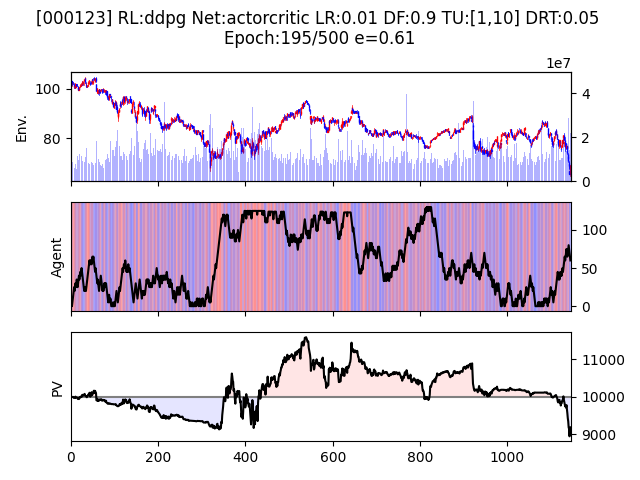 [000123] RL:ddpg Net:actorcritic LR:0.01 DF:0.9 TU:[1,10] DRT:0.05
Epoch:195/500 e=0.61
1e7
Env.
100
80
4
2
0
Agent
100
50
0
PV
11000
10000
9000
0
200
400
600
800
1000